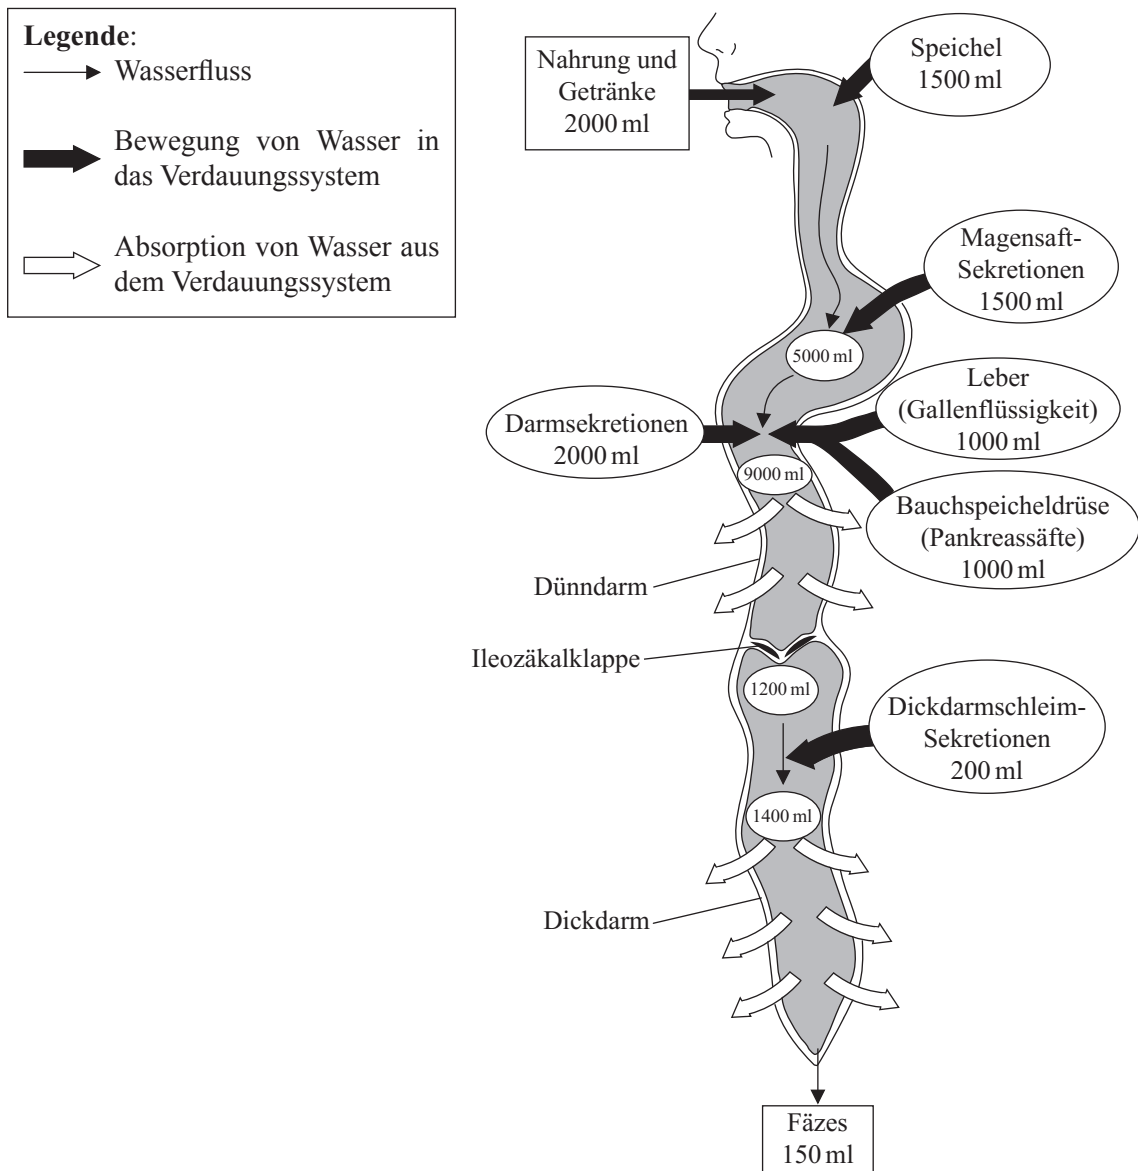 Legende:
Wasserfluss
Bewegung von Wasser in
das Verdauungssystem
Absorption von Wasser aus
dem Verdauungssystem
Nahrung und
Getränke
2000 ml
Speichel
1500 ml
Magensaft-
Sekretionen
1500 ml
5000 ml
Leber
(Gallenflüssigkeit)
1000 ml
Darmsekretionen
2000 ml
9000 ml
Bauchspeicheldrüse
(Pankreassäfte)
1000 ml
Dünndarm
Ileozäkalklappe
1200 ml
Dickdarmschleim-
Sekretionen
200 ml
1400 ml
Dickdarm
Fäzes
150 ml